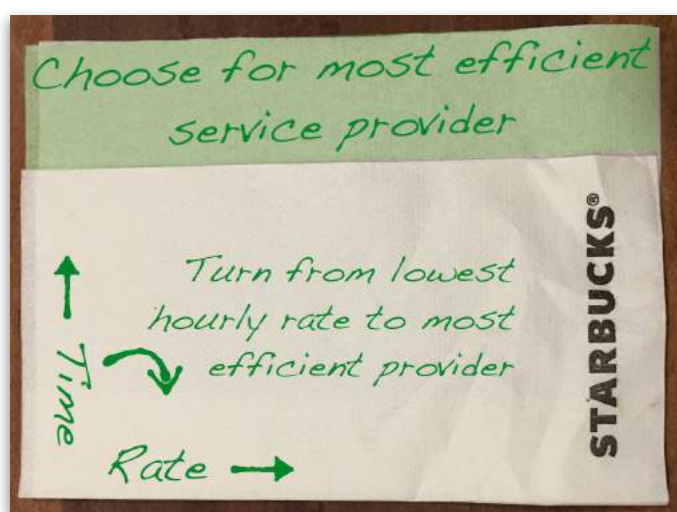 Choose for most efficient
service provider
Turn from lowest
hourly rate to most
efficient provider
Time
Rate
STARBUCKS®